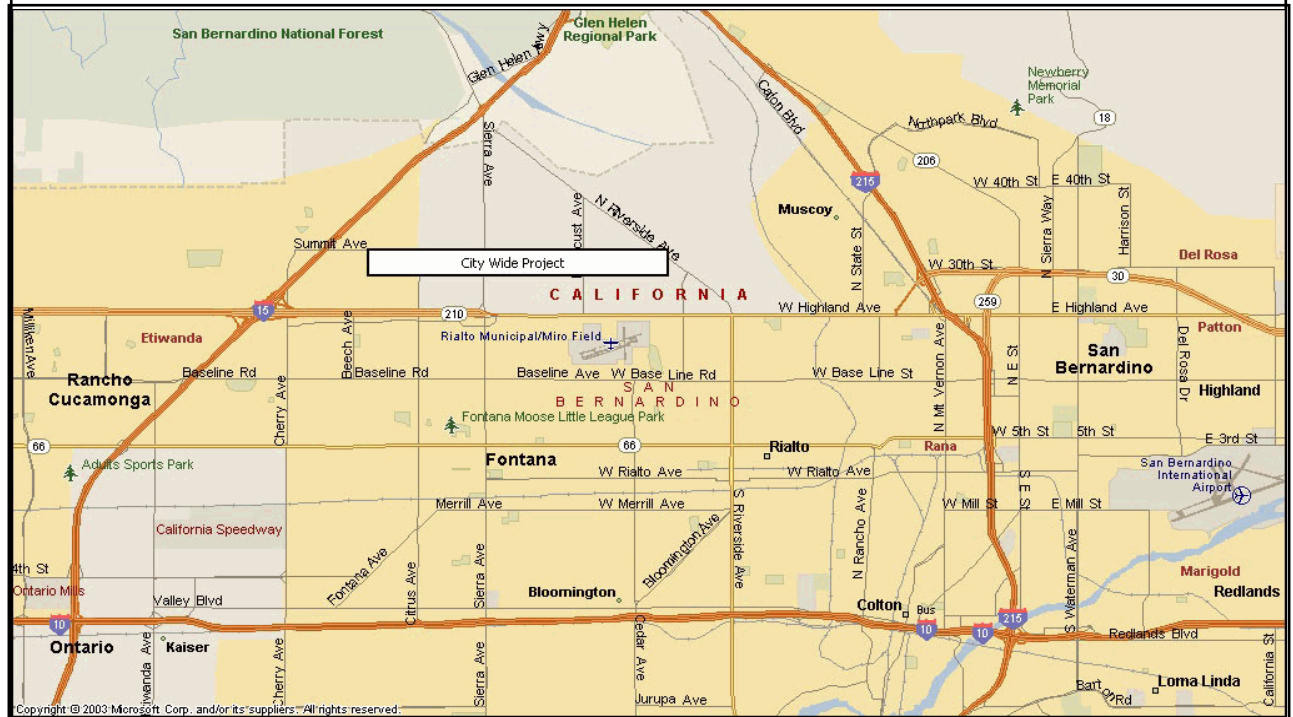 San Bernardino National Forest
Glen Helen
Regional Park
Glen Helen Pkwy
Newberry
Memorial
Park
Cajon Blvd
18
Northpark Blvd
Sierra Ave
206
215
W 40th St
E 40th St
Muscoy
N Riverside Ave
ocust Ave
N State St
N Sierra Way
Harrison St
Summit Ave
City Wide Project
W 30th St
Del Rosa
30
CALIFORNIA
259
15
210
W Highland Ave
E Highland Ave
Milliken Ave
Etiwanda
Beech Ave
Rialto Municipal/Miro Field
N Mt Vernon Ave
N E St
Patton
San
Bernardino
Del Rosa Dr
Rancho
Cucamonga
Baseline Rd
Baseline Rd
Baseline Ave
W Base Line Rd
W Base Line St
Highland
SAN
BERNARDINO
Cherry Ave
Fontana Moose Little League Park
66
66
W 5th St
5th St
E 3rd St
Rialto
Rana
Adults Sports Park
Fontana
W Rialto Ave
W Rialto Ave
San Bernardino
International
Airport
Merrill Ave
W Merrill Ave
S Riverside Ave
W Mill St
S E St
E Mill St
California Speedway
Bloomington Ave
N Rancho Ave
Fontana Ave
Citrus Ave
Sierra Ave
S Waterman Ave
4th St
Ontario Mills
Valley Blvd
Bloomington
Marigold
Redlands
Colton
Bus
10
10
10
215
Redlands Blvd
Ontario
Kaiser
Etiwanda Ave
Cherry Ave
Sierra Ave
Cedar Ave
Jurupa Ave
Barton Rd
Loma Linda
California St
Copyright © 2003 Microsoft Corp. and/or its suppliers. All rights reserved.